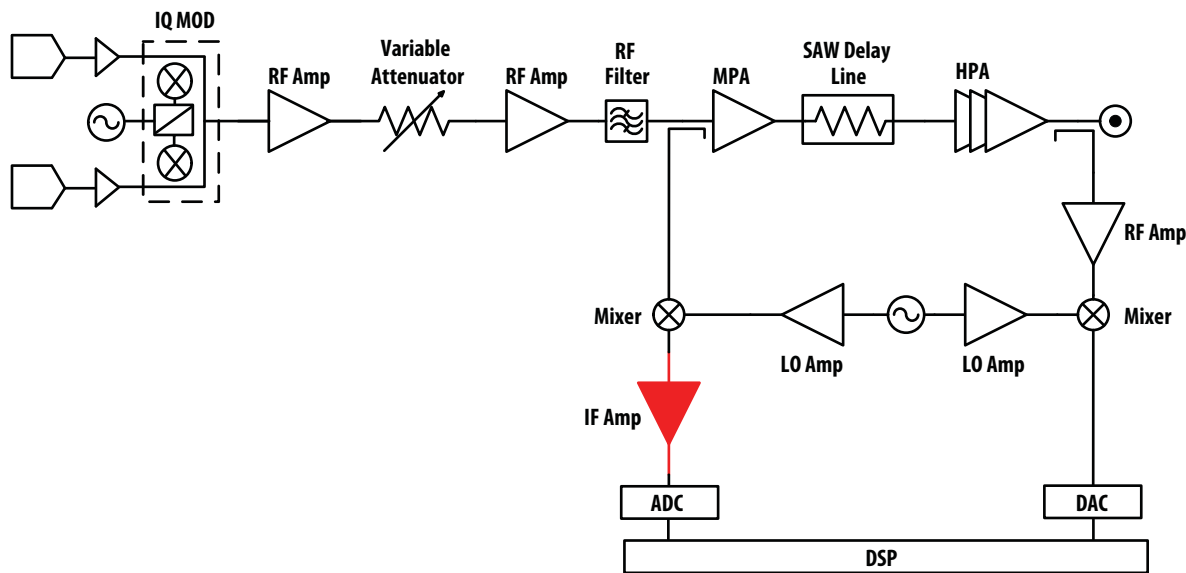 IQ MOD
RF Amp
Variable
Attenuator
RF Amp
RF
Filter
MPA
SAW Delay
Line
HPA
RF Amp
Mixer
LO Amp
LO Amp
Mixer
IF Amp
ADC
DAC
DSP